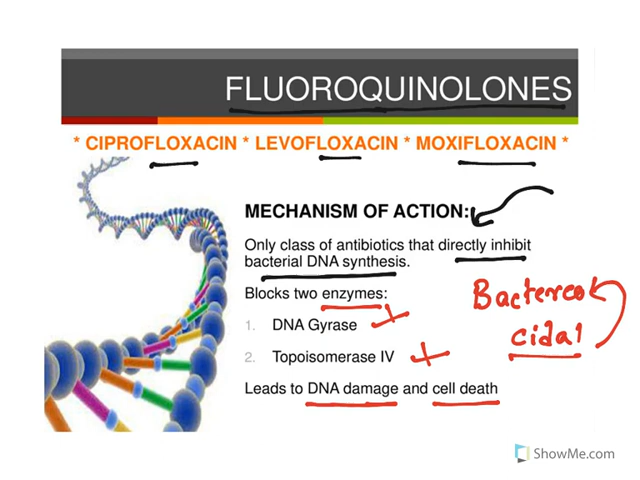 FLUOROQUINOLONES
* CIPROFLOXACIN * LEVOFLOXACIN * MOXIFLOXACIN *
MECHANISM OF ACTION:
Only class of antibiotics that directly inhibit
bacterial DNA synthesis.
Blocks two enzymes:
1. DNA Gyrase
2. Topoisomerase IV
Leads to DNA damage and cell death
Bactereo
cidal
ShowMe.com